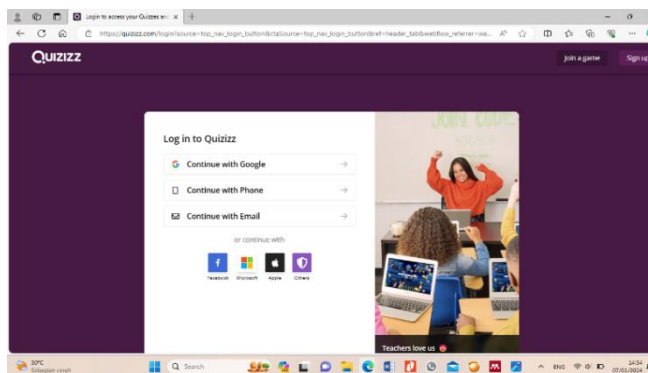 Login to access your Quizzes
https://quizizz.com/login?source=top_nav_login_button&ctaSource=top_nav_login_button&ref=header_tab&webflow_referrer=we...
QUIZIZZ
Join a game
Sign up
JOIN CODE
Log in to Quizizz
Continue with Google
Continue with Phone
Continue with Email
or continue with
Facebook
Microsoft
Apple
Others
Teachers love us
30°C
Sebagian cerah
Search
ENG
14:54
07/01/2024